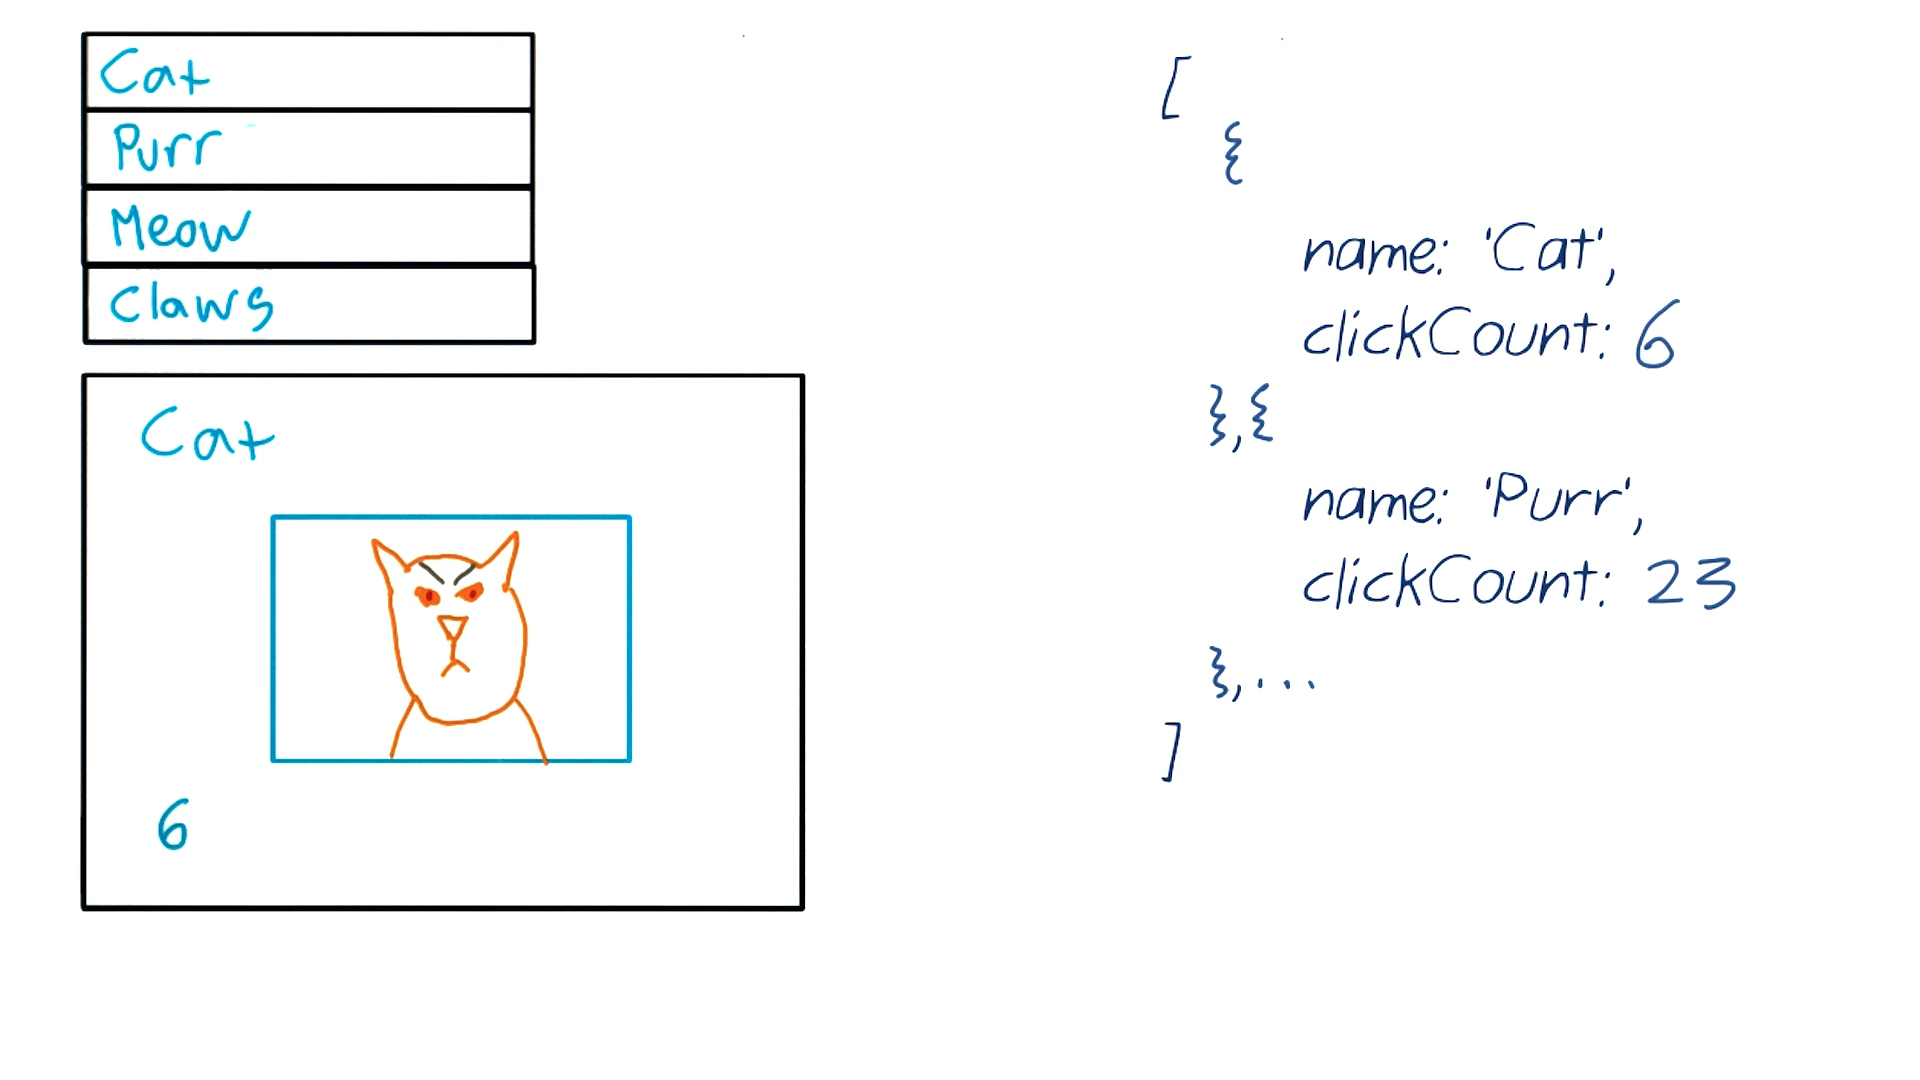 Cat
Purr
Meow
Claws
Cat
6
[
{
name: 'Cat',
clickCount: 6
},{
name: 'Purr',
clickCount: 23
},...
]